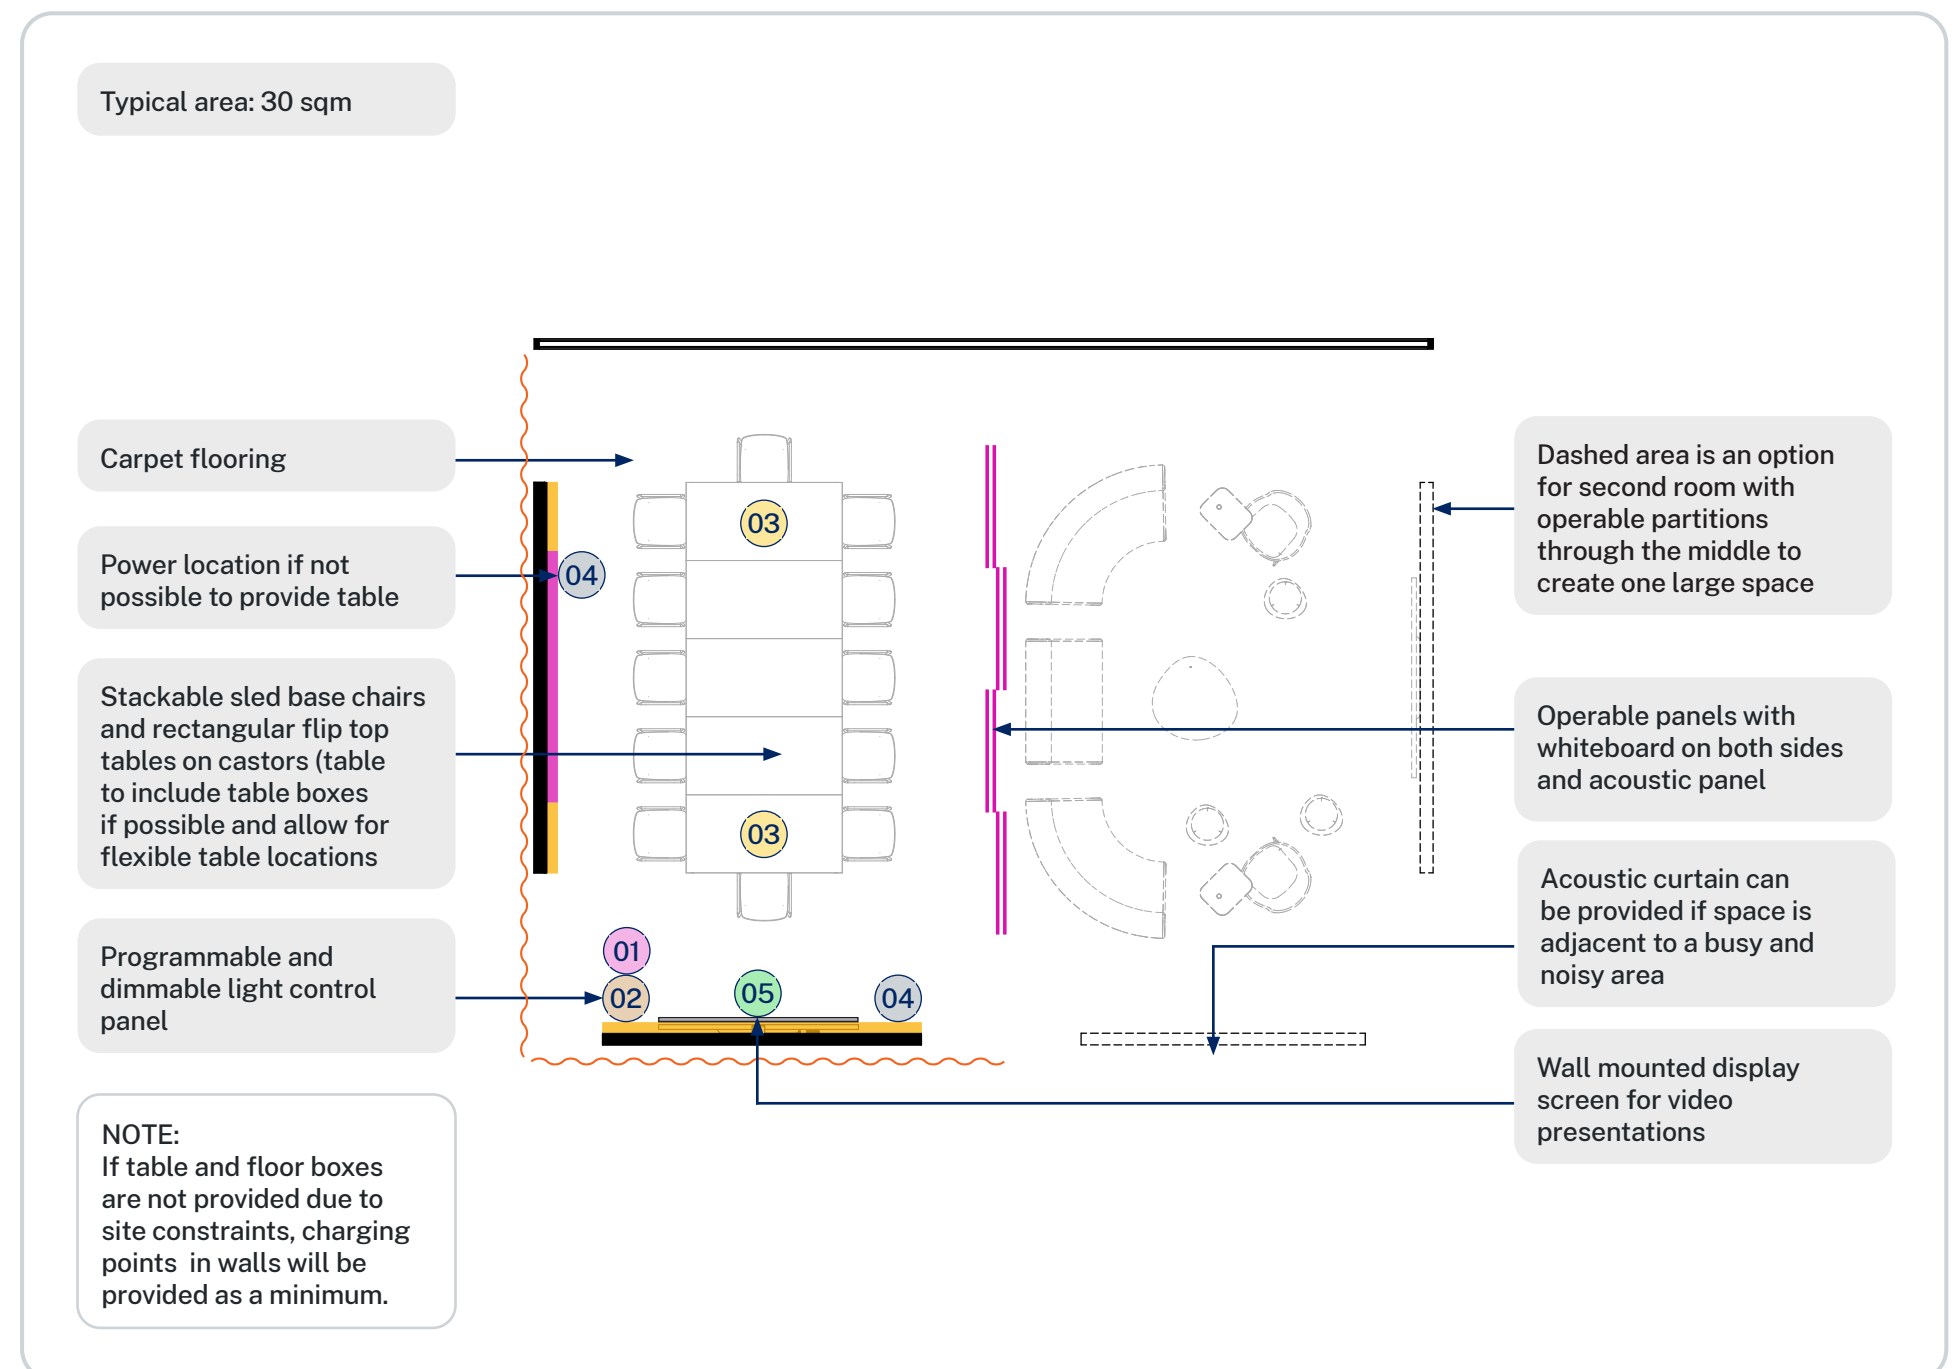 Typical area: 30 sqm
Carpet flooring
Power location if not
possible to provide table
Stackable sled base chairs
and rectangular flip top
tables on castors (table
to include table boxes
if possible and allow for
flexible table locations
Programmable and
dimmable light control
panel
NOTE:
If table and floor boxes
are not provided due to
site constraints, charging
points  in walls will be
provided as a minimum.
03
04
03
01
02
05
04
Dashed area is an option
for second room with
operable partitions
through the middle to
create one large space
Operable panels with
whiteboard on both sides
and acoustic panel
Acoustic curtain can
be provided if space is
adjacent to a busy and
noisy area
Wall mounted display
screen for video
presentations